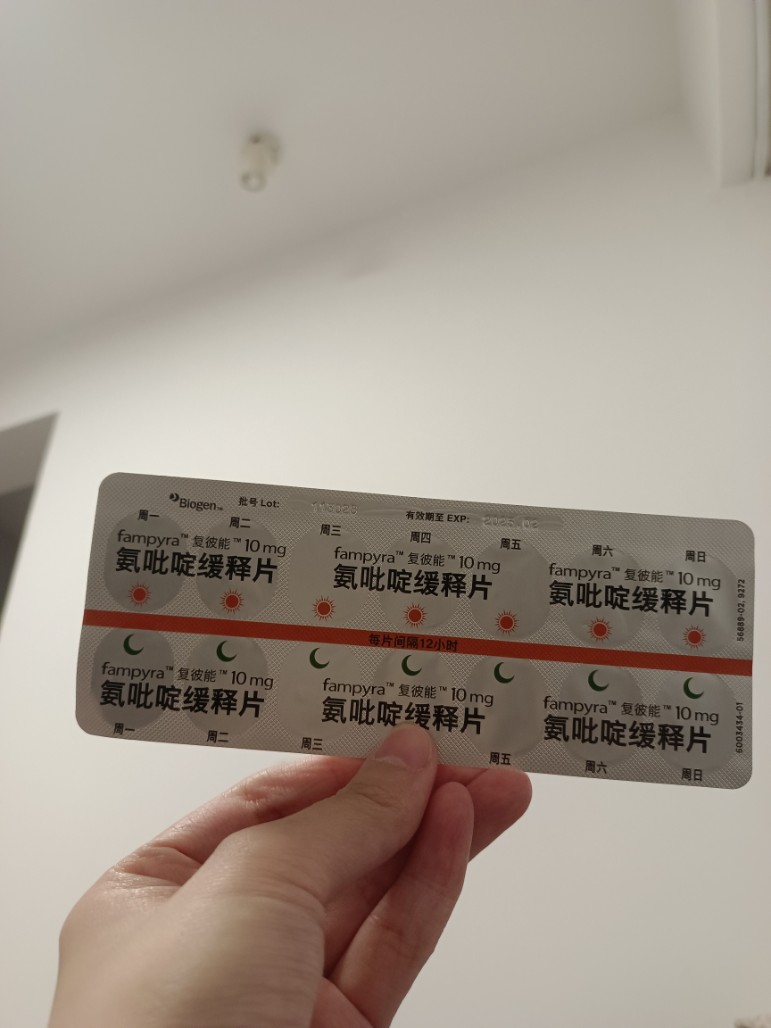 Biogen™ 批号 Lot: 有效期至 EXP:
周一 周二 周三 周四 周五 周六 周日
fampyra™ 复彼能™ 10 mg fampyra™ 复彼能™ 10 mg fampyra™ 复彼能™ 10 mg
氨吡啶缓释片 氨吡啶缓释片 氨吡啶缓释片
56689-02, 9272
每片间隔12小时
fampyra™ 复彼能™ 10 mg fampyra™ 复彼能™ 10 mg fampyra™ 复彼能™ 10 mg
氨吡啶缓释片 氨吡啶缓释片 氨吡啶缓释片
6003434-01
周一 周二 周三 周五 周六 周日